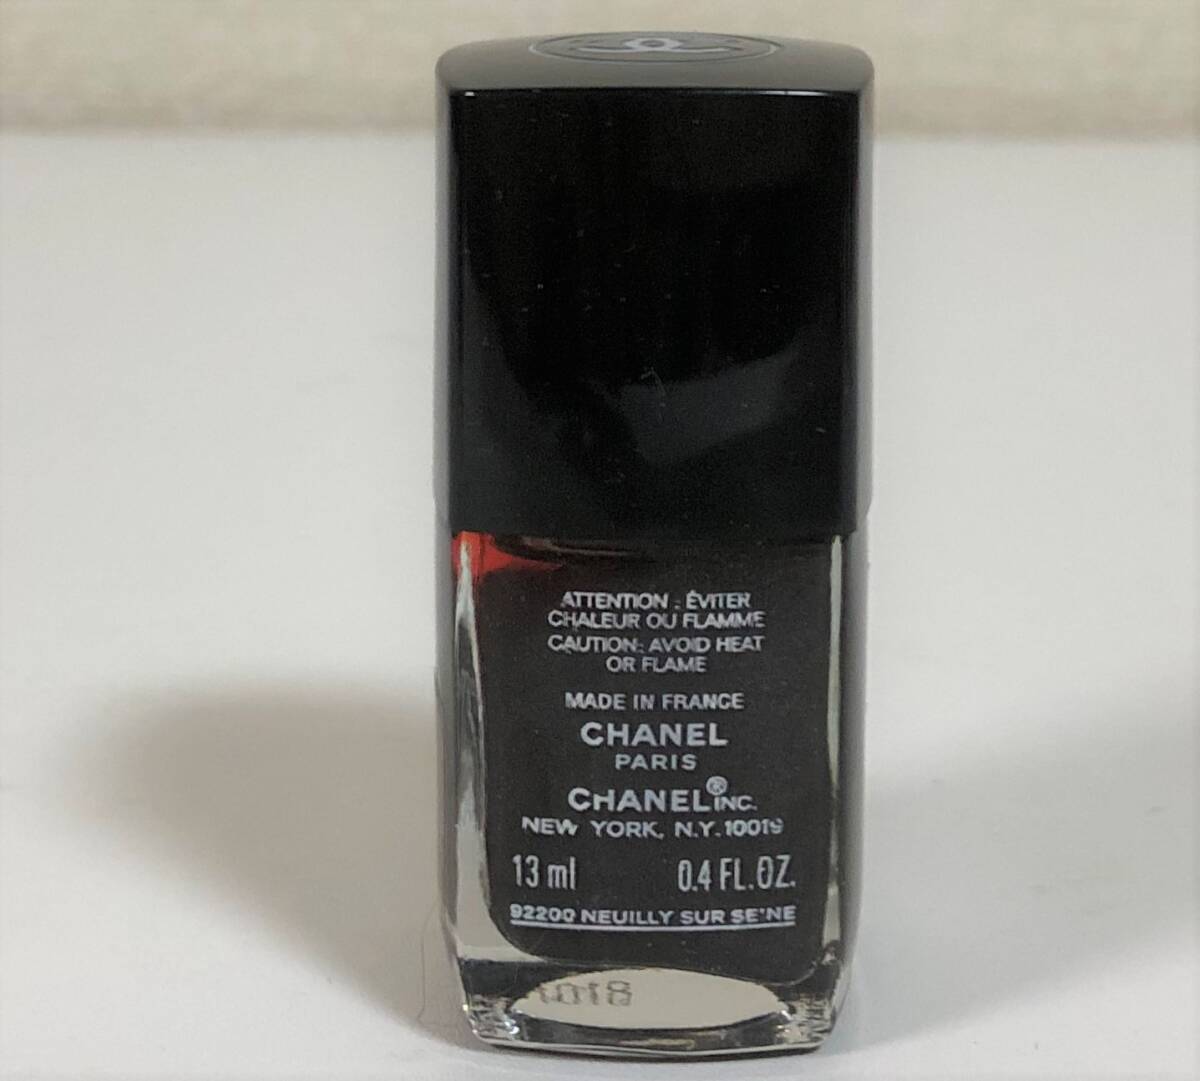 ATTENTION : ÉVITER
CHALEUR OU FLAMME
CAUTION: AVOID HEAT
OR FLAME
MADE IN FRANCE
CHANEL
PARIS
CHANEL® INC.
NEW YORK, N.Y. 10019
13 ml 0.4 FL.OZ.
92200 NEUILLY SUR SEINE